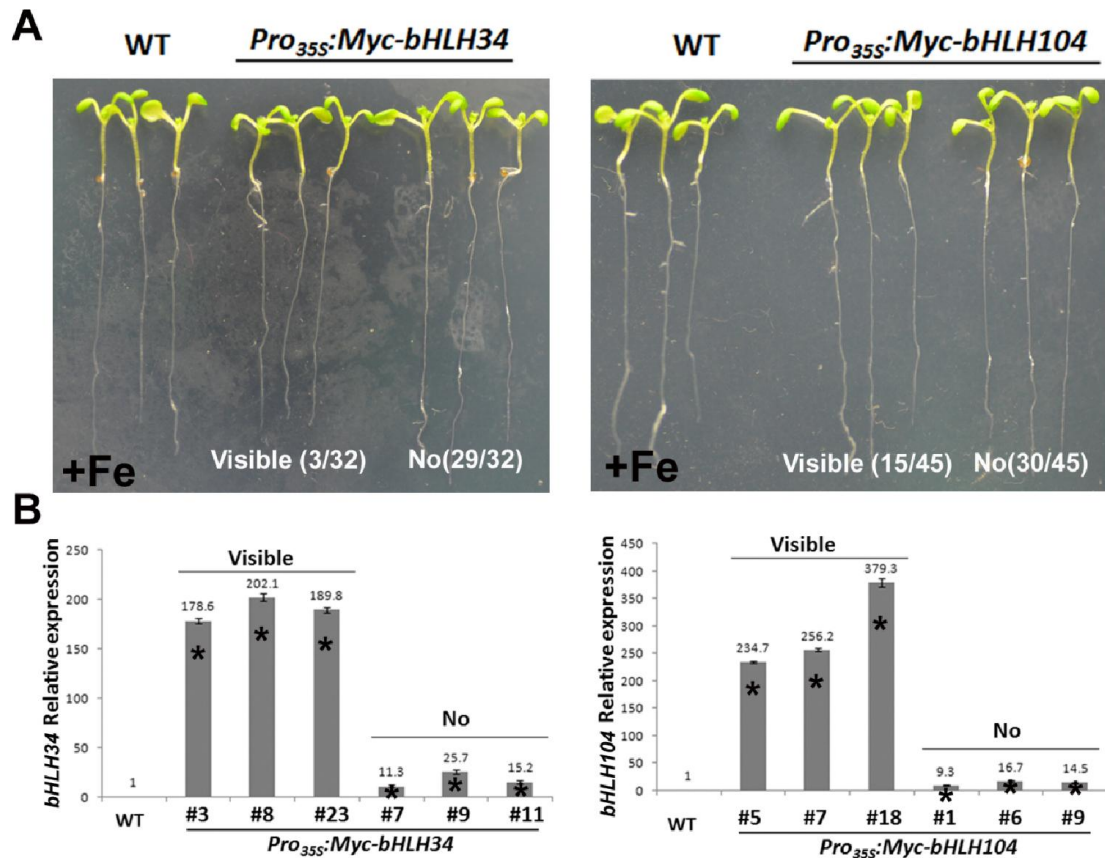 A
WT Pro35S:Myc-bHLH34
WT Pro35S:Myc-bHLH104
+Fe Visible (3/32) No(29/32)
+Fe Visible (15/45) No(30/45)
B
bHLH34 Relative expression
250
200
150
100
50
0
Visible
No
1
178.6
202.1
189.8
11.3
25.7
15.2
* * * * * *
WT #3 #8 #23 #7 #9 #11
Pro35S:Myc-bHLH34
bHLH104 Relative expression
450
400
350
300
250
200
150
100
50
0
Visible
No
1
234.7
256.2
379.3
9.3
16.7
14.5
* * * * * *
WT #5 #7 #18 #1 #6 #9
Pro35S:Myc-bHLH104